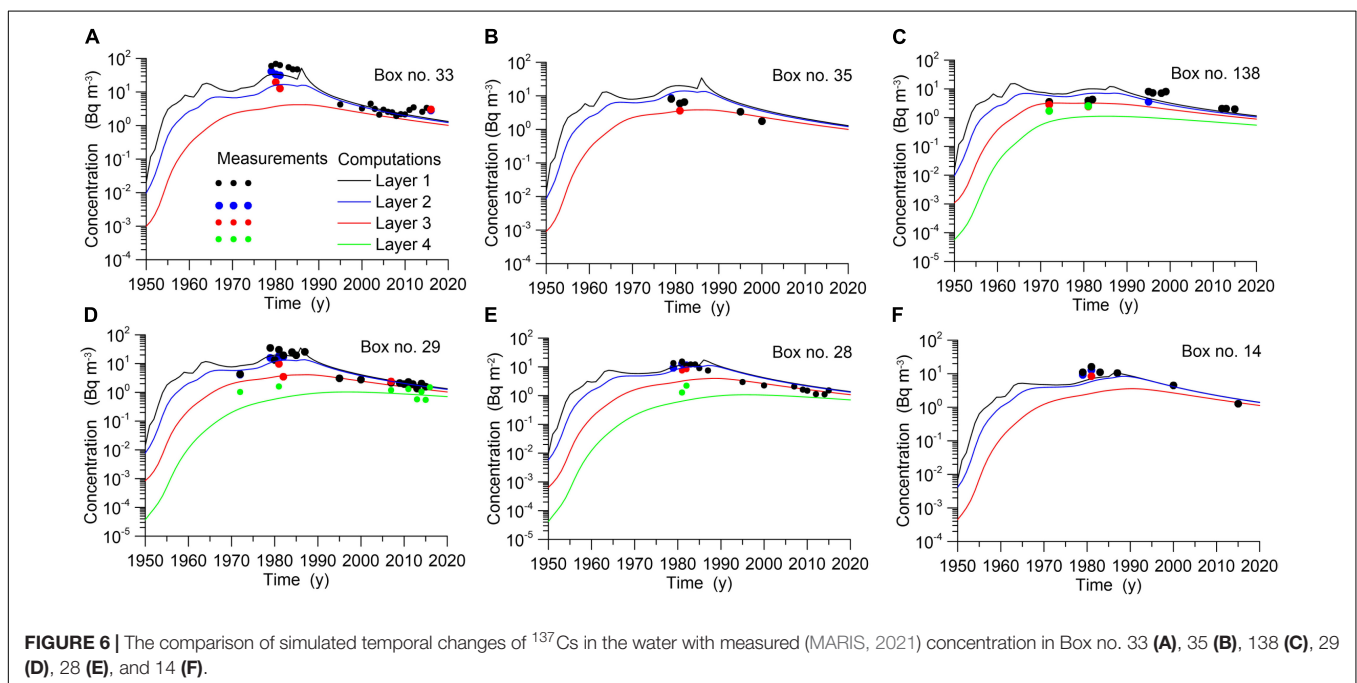 A
Concentration (Bq m⁻³)
10²
10¹
10⁰
10⁻¹
10⁻²
10⁻³
10⁻⁴
Box no. 33
Measurements Computations
Layer 1
Layer 2
Layer 3
Layer 4
1950 1960 1970 1980 1990 2000 2010 2020
Time (y)
B
Concentration (Bq m⁻³)
10²
10¹
10⁰
10⁻¹
10⁻²
10⁻³
10⁻⁴
Box no. 35
1950 1960 1970 1980 1990 2000 2010 2020
Time (y)
C
Concentration (Bq m⁻³)
10²
10¹
10⁰
10⁻¹
10⁻²
10⁻³
10⁻⁴
10⁻⁵
Box no. 138
1950 1960 1970 1980 1990 2000 2010 2020
Time (y)
D
Concentration (Bq m⁻³)
10²
10¹
10⁰
10⁻¹
10⁻²
10⁻³
10⁻⁴
10⁻⁵
Box no. 29
1950 1960 1970 1980 1990 2000 2010 2020
Time (y)
E
Concentration (Bq m⁻²)
10²
10¹
10⁰
10⁻¹
10⁻²
10⁻³
10⁻⁴
10⁻⁵
Box no. 28
1950 1960 1970 1980 1990 2000 2010 2020
Time (y)
F
Concentration (Bq m⁻³)
10²
10¹
10⁰
10⁻¹
10⁻²
10⁻³
10⁻⁴
Box no. 14
1950 1960 1970 1980 1990 2000 2010 2020
Time (y)
FIGURE 6 | The comparison of simulated temporal changes of ¹³⁷Cs in the water with measured (MARIS, 2021) concentration in Box no. 33 (A), 35 (B), 138 (C), 29
(D), 28 (E), and 14 (F).